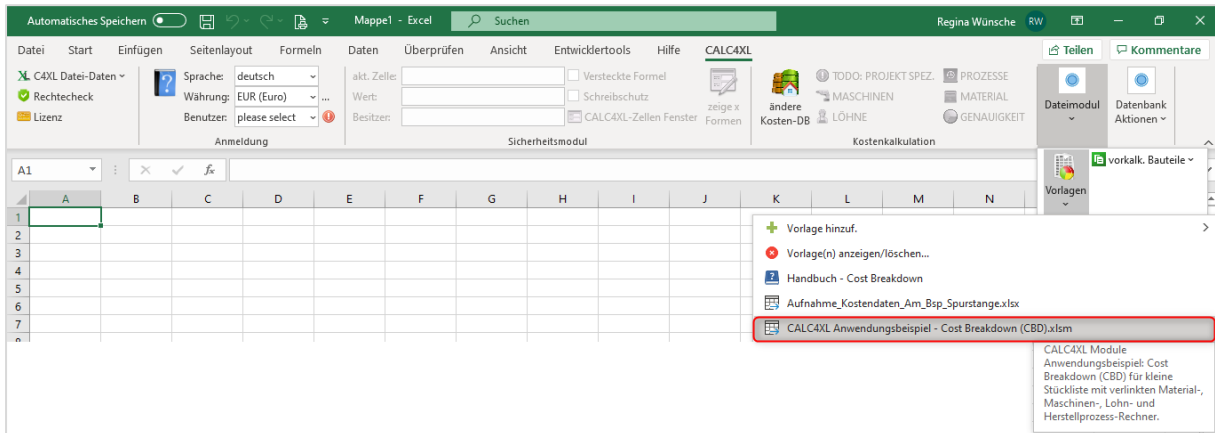 Automatisches Speichern Mappe1 - Excel Suchen Regina Wünsche RW
Datei Start Einfügen Seitenlayout Formeln Daten Überprüfen Ansicht Entwicklertools Hilfe CALC4XL Teilen Kommentare
C4XL Datei-Daten
Rechtecheck
Lizenz
Sprache: deutsch
Währung: EUR (Euro) ...
Benutzer: please select
Anmeldung
akt. Zelle:
Wert:
Besitzer:
Versteckte Formel
Schreibschutz
CALC4XL-Zellen Fenster
zeige x
Formen
Sicherheitsmodul
ändere
Kosten-DB
TODO: PROJEKT SPEZ.
MASCHINEN
LÖHNE
PROZESSE
MATERIAL
GENAUIGKEIT
Kostenkalkulation
Dateimodul
Datenbank
Aktionen
A1 fx
Vorlagen
vorkalk. Bauteile
A B C D E F G H I J K L M N
1
2
3
4
5
6
7
8
Vorlage hinzuf.
Vorlage(n) anzeigen/löschen...
Handbuch - Cost Breakdown
Aufnahme_Kostendaten_Am_Bsp_Spurstange.xlsx
CALC4XL Anwendungsbeispiel - Cost Breakdown (CBD).xlsm
CALC4XL Module
Anwendungsbeispiel: Cost
Breakdown (CBD) für kleine
Stückliste mit verlinkten Material-,
Maschinen-, Lohn- und
Herstellprozess-Rechner.